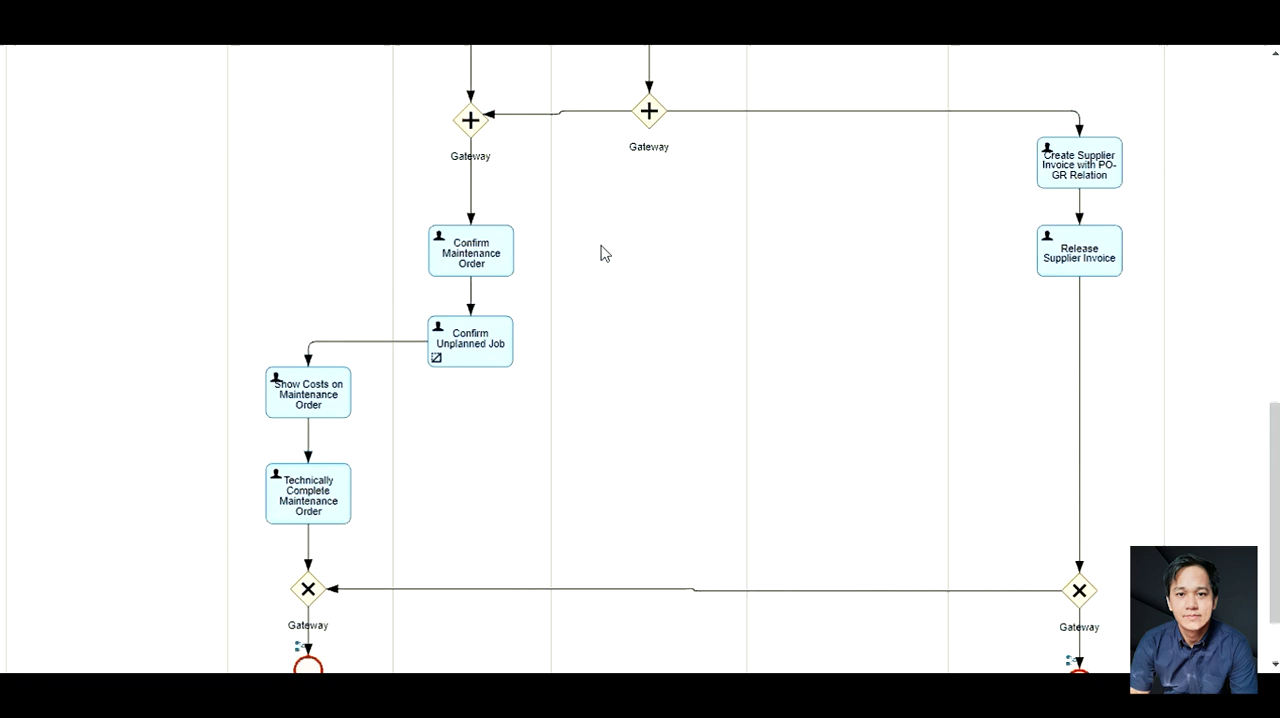 Gateway
Gateway
Create Supplier
Invoice with PO-
GR Relation
Confirm
Maintenance
Order
Release
Supplier Invoice
Confirm
Unplanned Job
Show Costs on
Maintenance
Order
Technically
Complete
Maintenance
Order
Gateway
Gateway